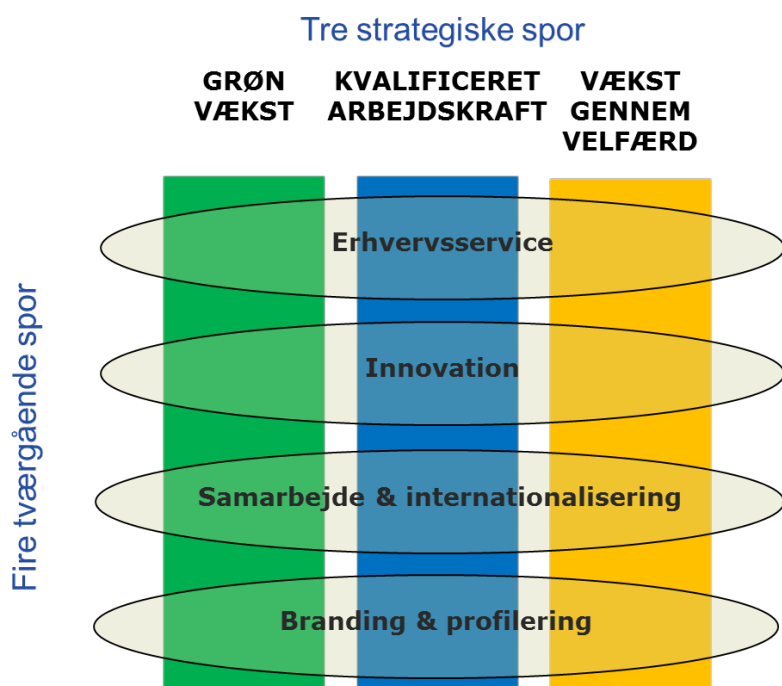 Tre strategiske spor
GRØN
VÆKST
KVALIFICERET
ARBEJDSKRAFT
VÆKST
GENNEM
VELFÆRD
Fire tværgående spor
Erhvervsservice
Innovation
Samarbejde & internationalisering
Branding & profilering